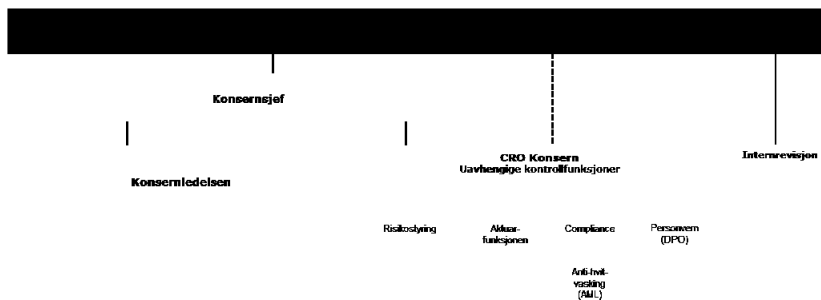 Konsernsjef
CRO Konsern
Uavhengige kontrollfunksjoner
Internrevisjon
Konsernledelsen
Risikostyring
Aktuar-
funksjonen
Compliance
Personvern
(DPO)
Anti-hvit-
vasking
(AML)